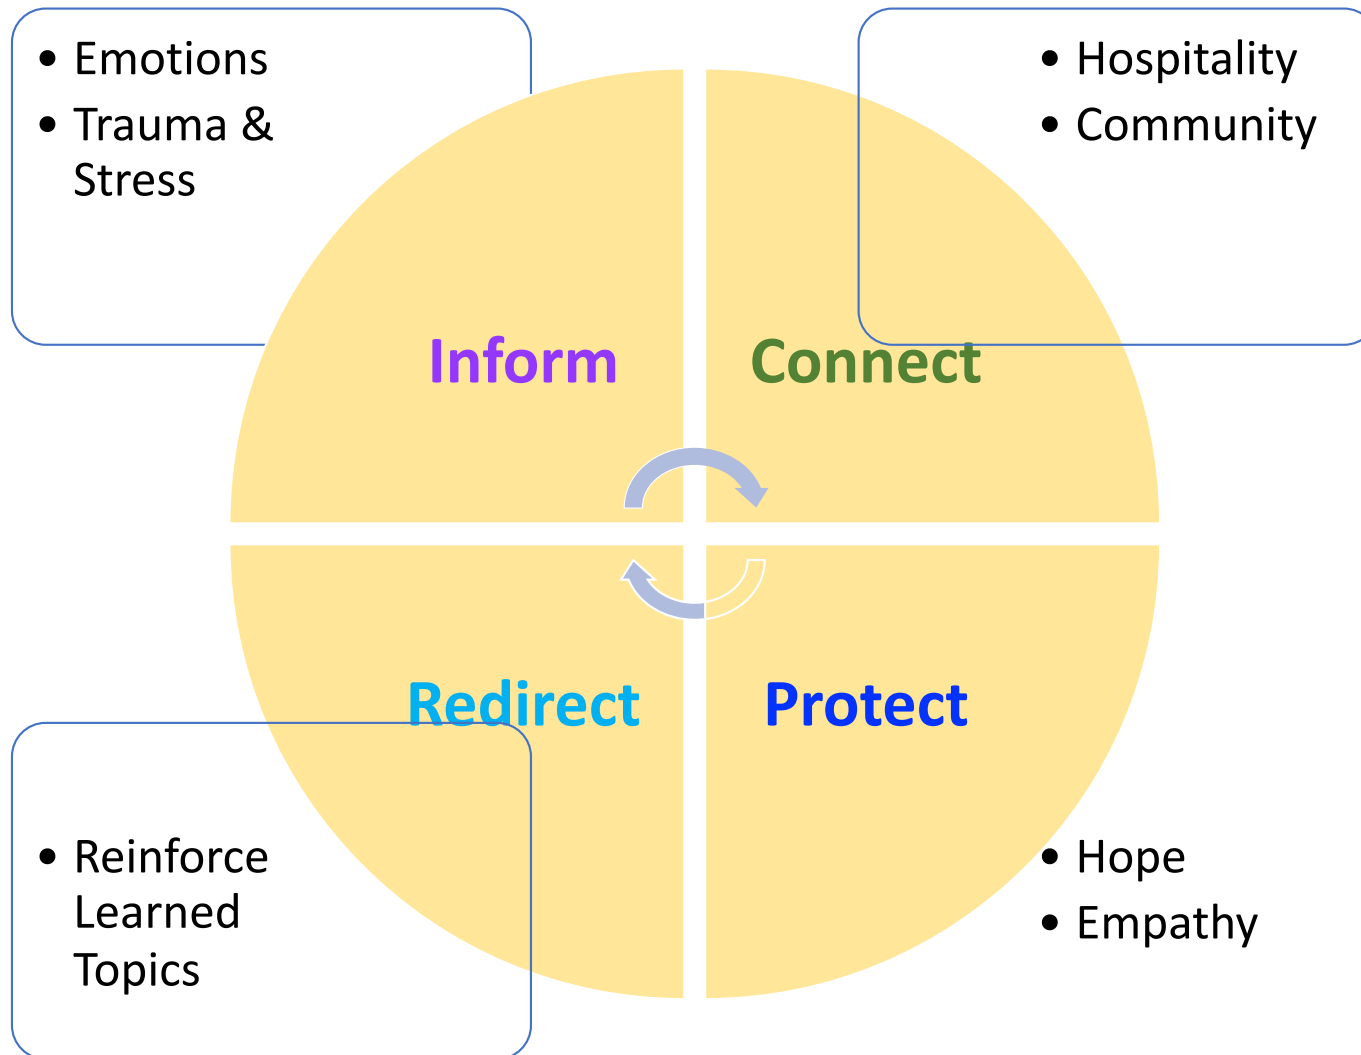 • Emotions
• Trauma &
Stress
• Hospitality
• Community
Inform
Connect
Redirect
Protect
• Reinforce
Learned
Topics
• Hope
• Empathy